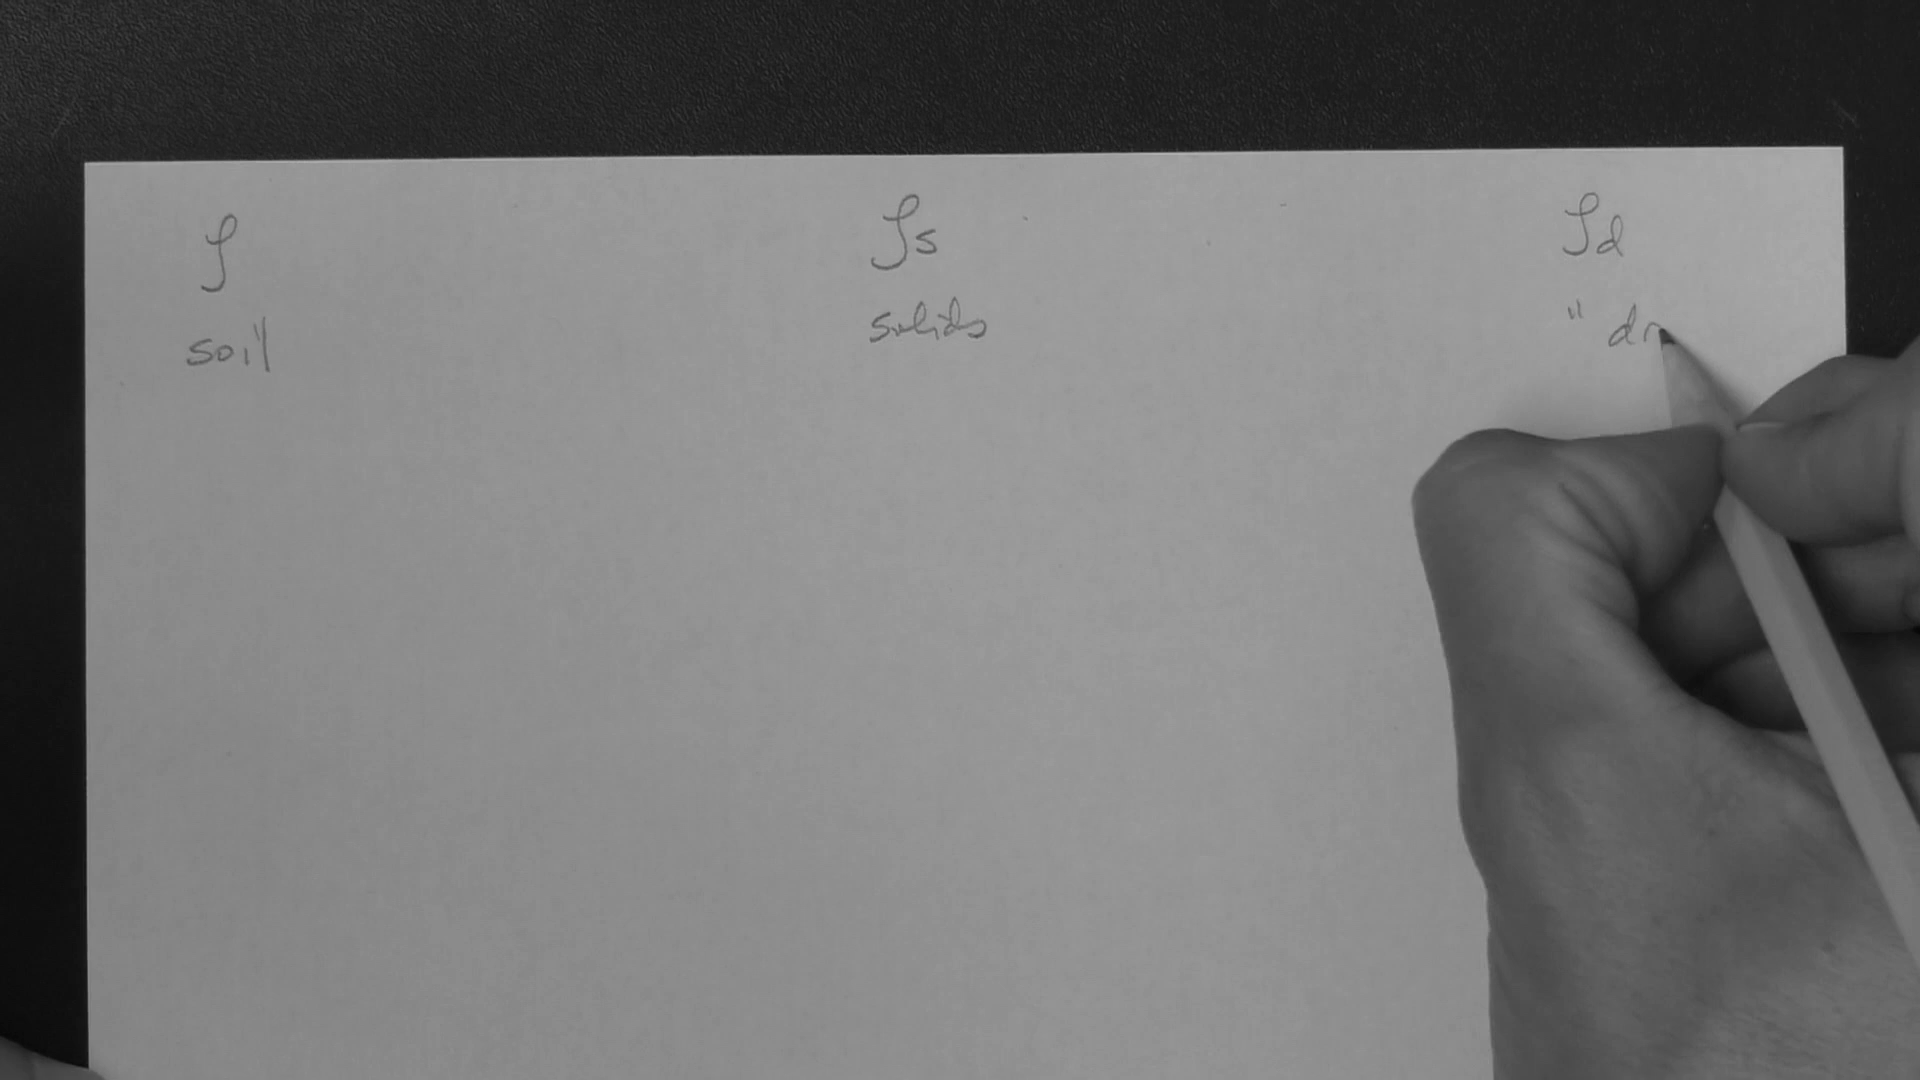 ρ ρs ρd
soil solids " dr